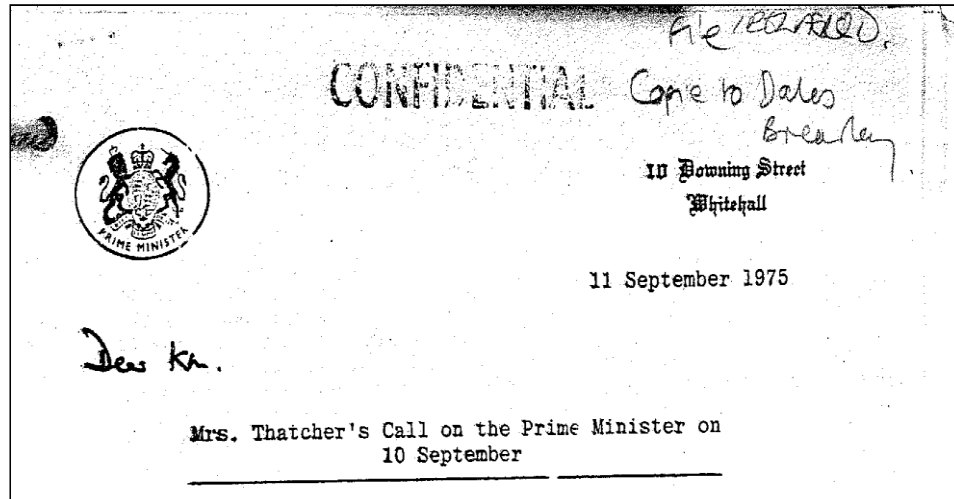 File
CONFIDENTIAL
Copie to Dales
10 Downing Street
Whitehall
PRIME MINISTER
11 September 1975
Dear Ken.
Mrs. Thatcher's Call on the Prime Minister on
10 September